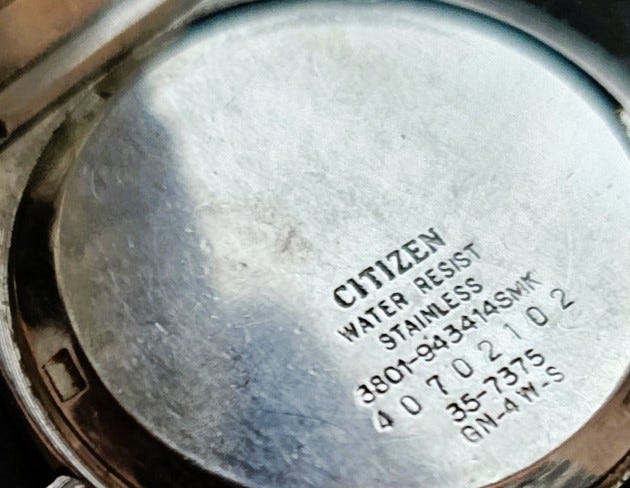 CITIZEN
WATER RESIST
STAINLESS
3801-943414SMK
40702102
35-7375
GN-4W-S